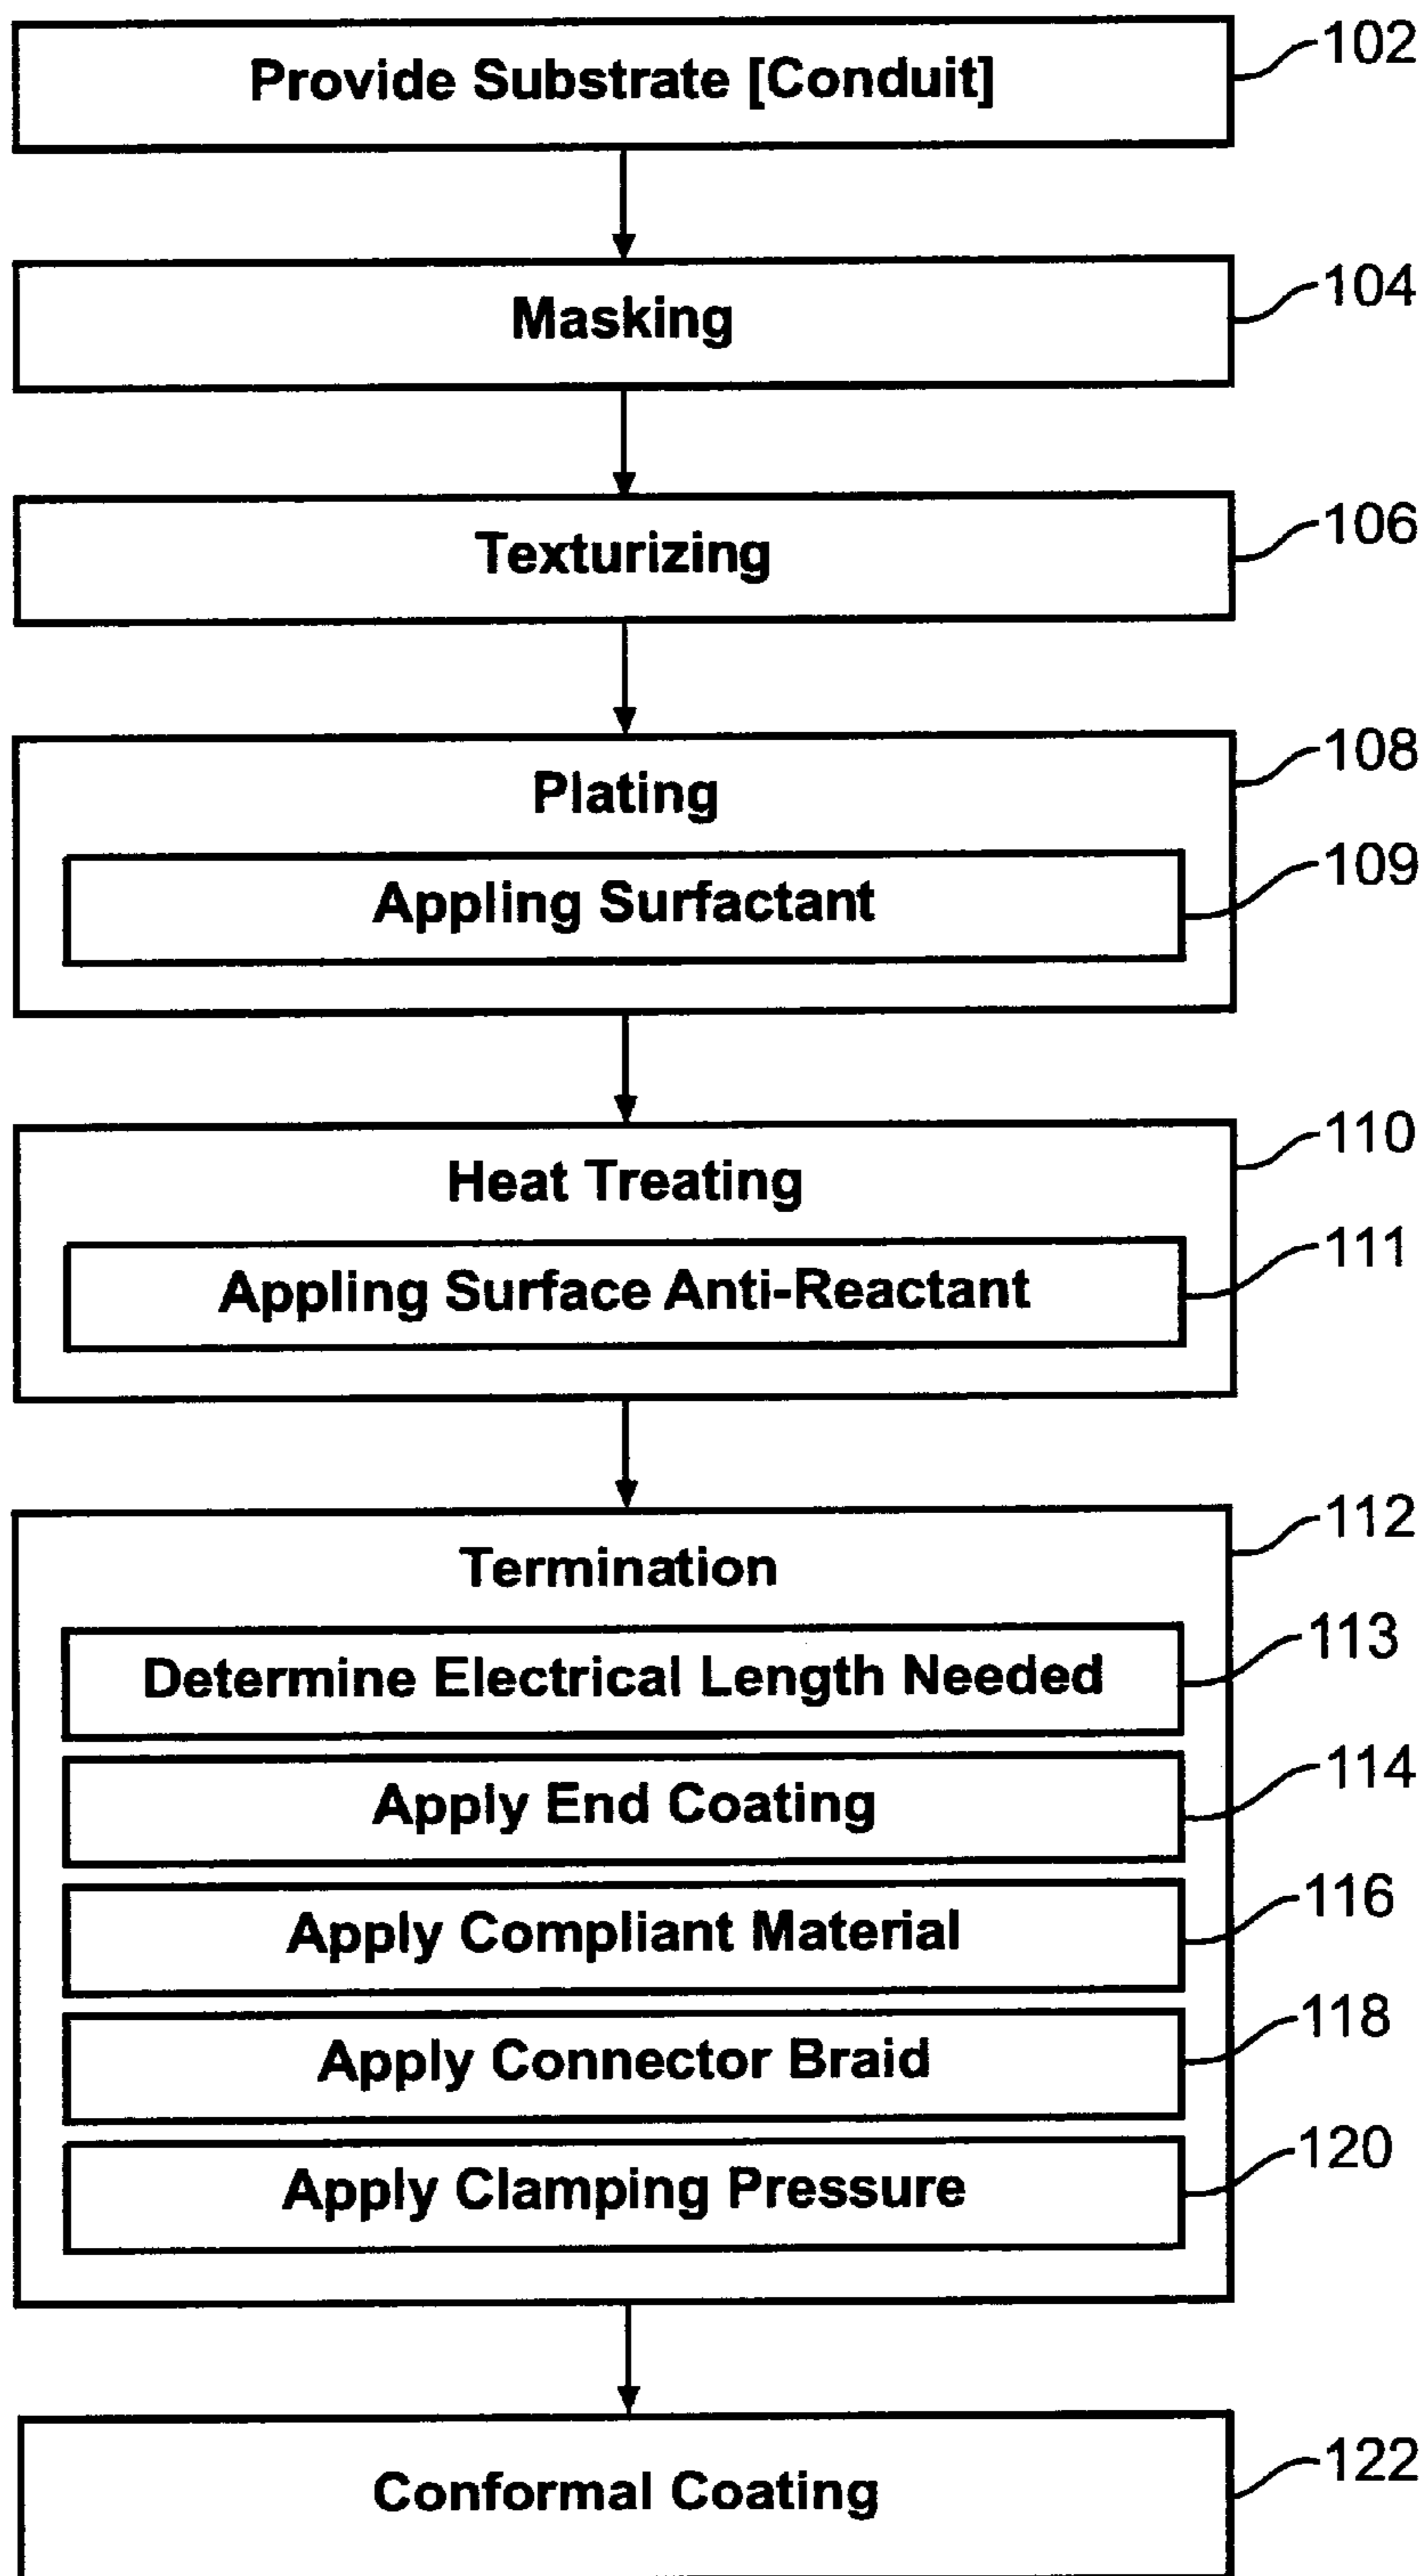 Provide Substrate [Conduit]
102
Masking
104
Texturizing
106
Plating
108
Appling Surfactant
109
Heat Treating
110
Appling Surface Anti-Reactant
111
Termination
112
Determine Electrical Length Needed
113
Apply End Coating
114
Apply Compliant Material
116
Apply Connector Braid
118
Apply Clamping Pressure
120
Conformal Coating
122